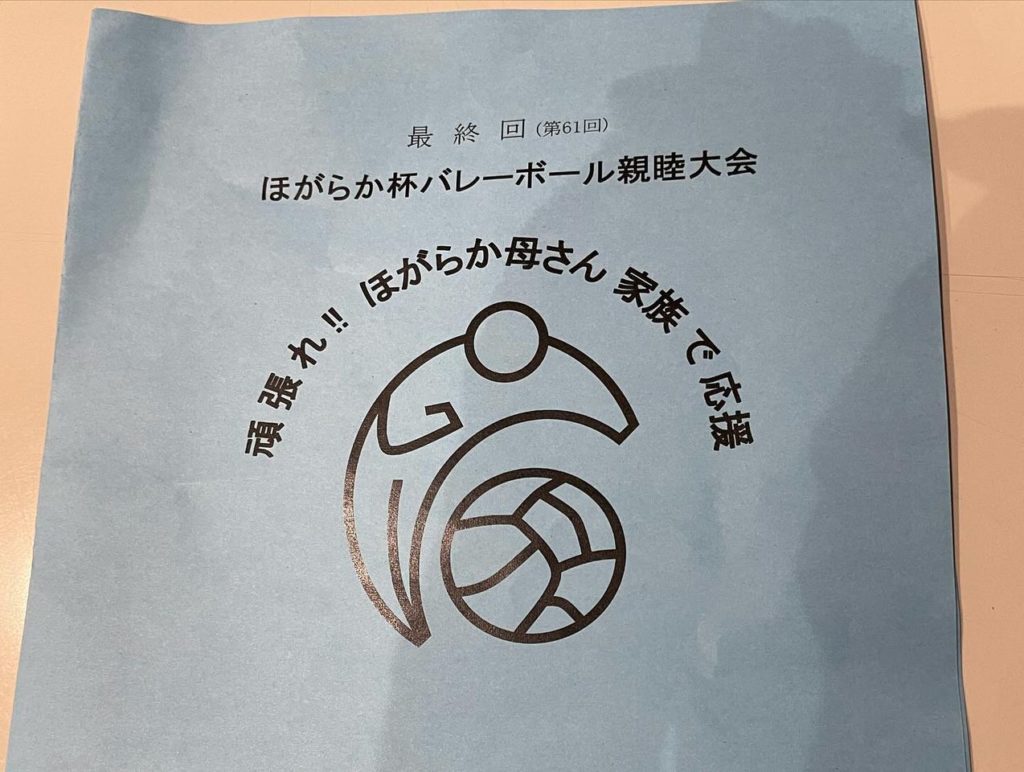 最終回(第61回)
ほがらか杯バレーボール親睦大会
頑張れ!! ほがらか母さん 家族で応援